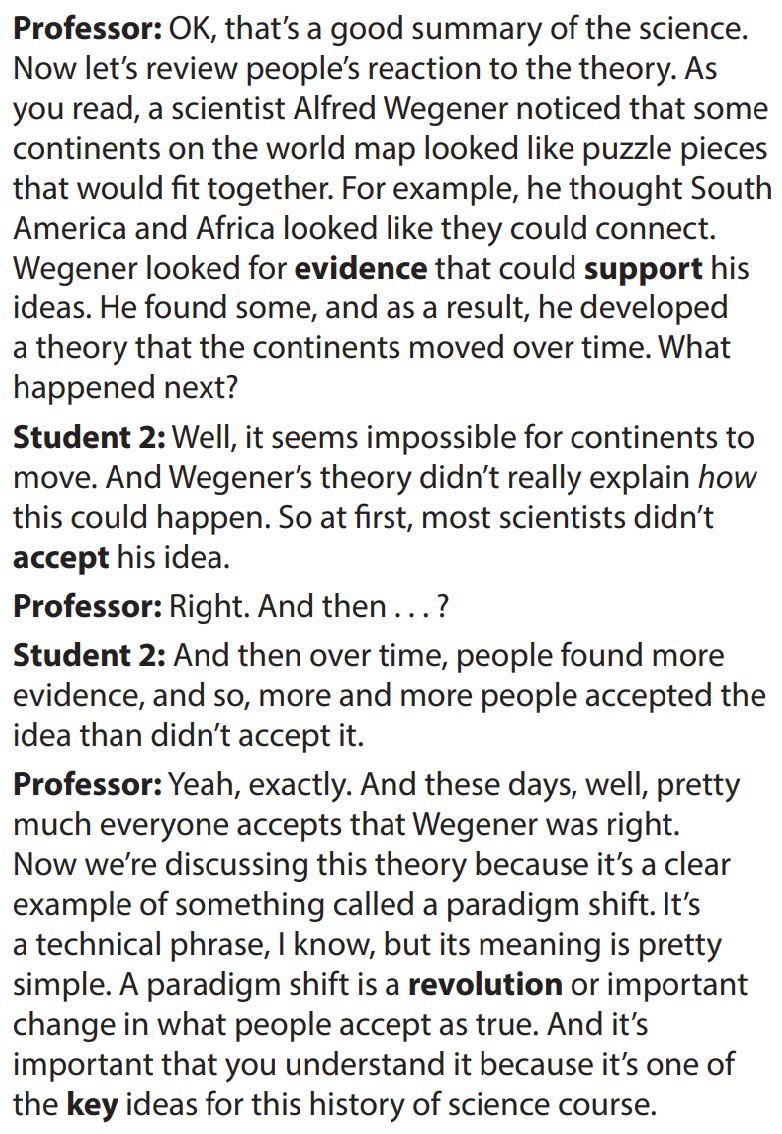 Professor: OK, that’s a good summary of the science.
Now let’s review people’s reaction to the theory. As
you read, a scientist Alfred Wegener noticed that some
continents on the world map looked like puzzle pieces
that would fit together. For example, he thought South
America and Africa looked like they could connect.
Wegener looked for evidence that could support his
ideas. He found some, and as a result, he developed
a theory that the continents moved over time. What
happened next?
Student 2: Well, it seems impossible for continents to
move. And Wegener’s theory didn’t really explain how
this could happen. So at first, most scientists didn’t
accept his idea.
Professor: Right. And then . . . ?
Student 2: And then over time, people found more
evidence, and so, more and more people accepted the
idea than didn’t accept it.
Professor: Yeah, exactly. And these days, well, pretty
much everyone accepts that Wegener was right.
Now we’re discussing this theory because it’s a clear
example of something called a paradigm shift. It’s
a technical phrase, I know, but its meaning is pretty
simple. A paradigm shift is a revolution or important
change in what people accept as true. And it’s
important that you understand it because it’s one of
the key ideas for this history of science course.